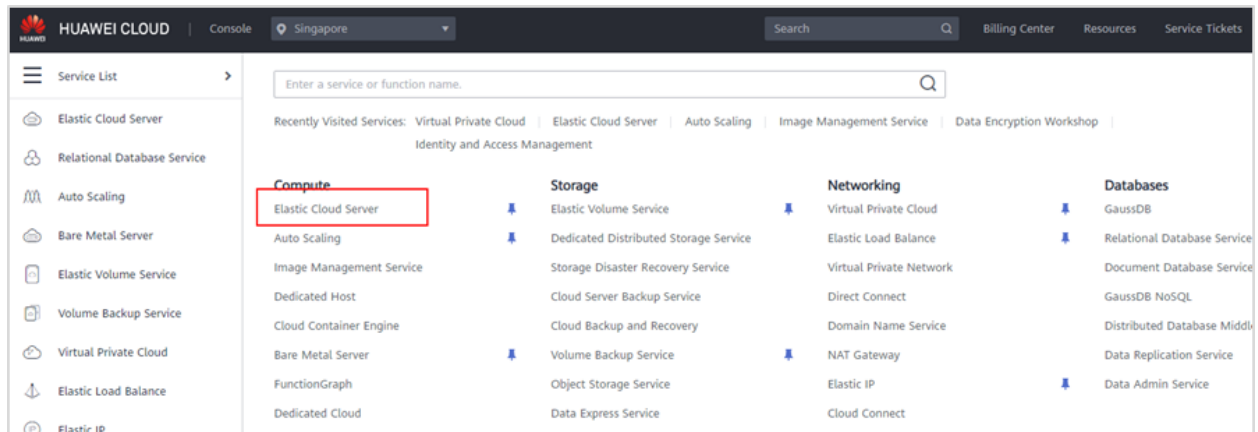 HUAWEI
HUAWEI CLOUD | Console Singapore Search Billing Center Resources Service Tickets
Service List
Elastic Cloud Server
Relational Database Service
Auto Scaling
Bare Metal Server
Elastic Volume Service
Volume Backup Service
Virtual Private Cloud
Elastic Load Balance
Elastic IP
Enter a service or function name.
Recently Visited Services: Virtual Private Cloud | Elastic Cloud Server | Auto Scaling | Image Management Service | Data Encryption Workshop |
Identity and Access Management
Compute
Elastic Cloud Server
Auto Scaling
Image Management Service
Dedicated Host
Cloud Container Engine
Bare Metal Server
FunctionGraph
Dedicated Cloud
Storage
Elastic Volume Service
Dedicated Distributed Storage Service
Storage Disaster Recovery Service
Cloud Server Backup Service
Cloud Backup and Recovery
Volume Backup Service
Object Storage Service
Data Express Service
Networking
Virtual Private Cloud
Elastic Load Balance
Virtual Private Network
Direct Connect
Domain Name Service
NAT Gateway
Elastic IP
Cloud Connect
Databases
GaussDB
Relational Database Service
Document Database Service
GaussDB NoSQL
Distributed Database Middl
Data Replication Service
Data Admin Service